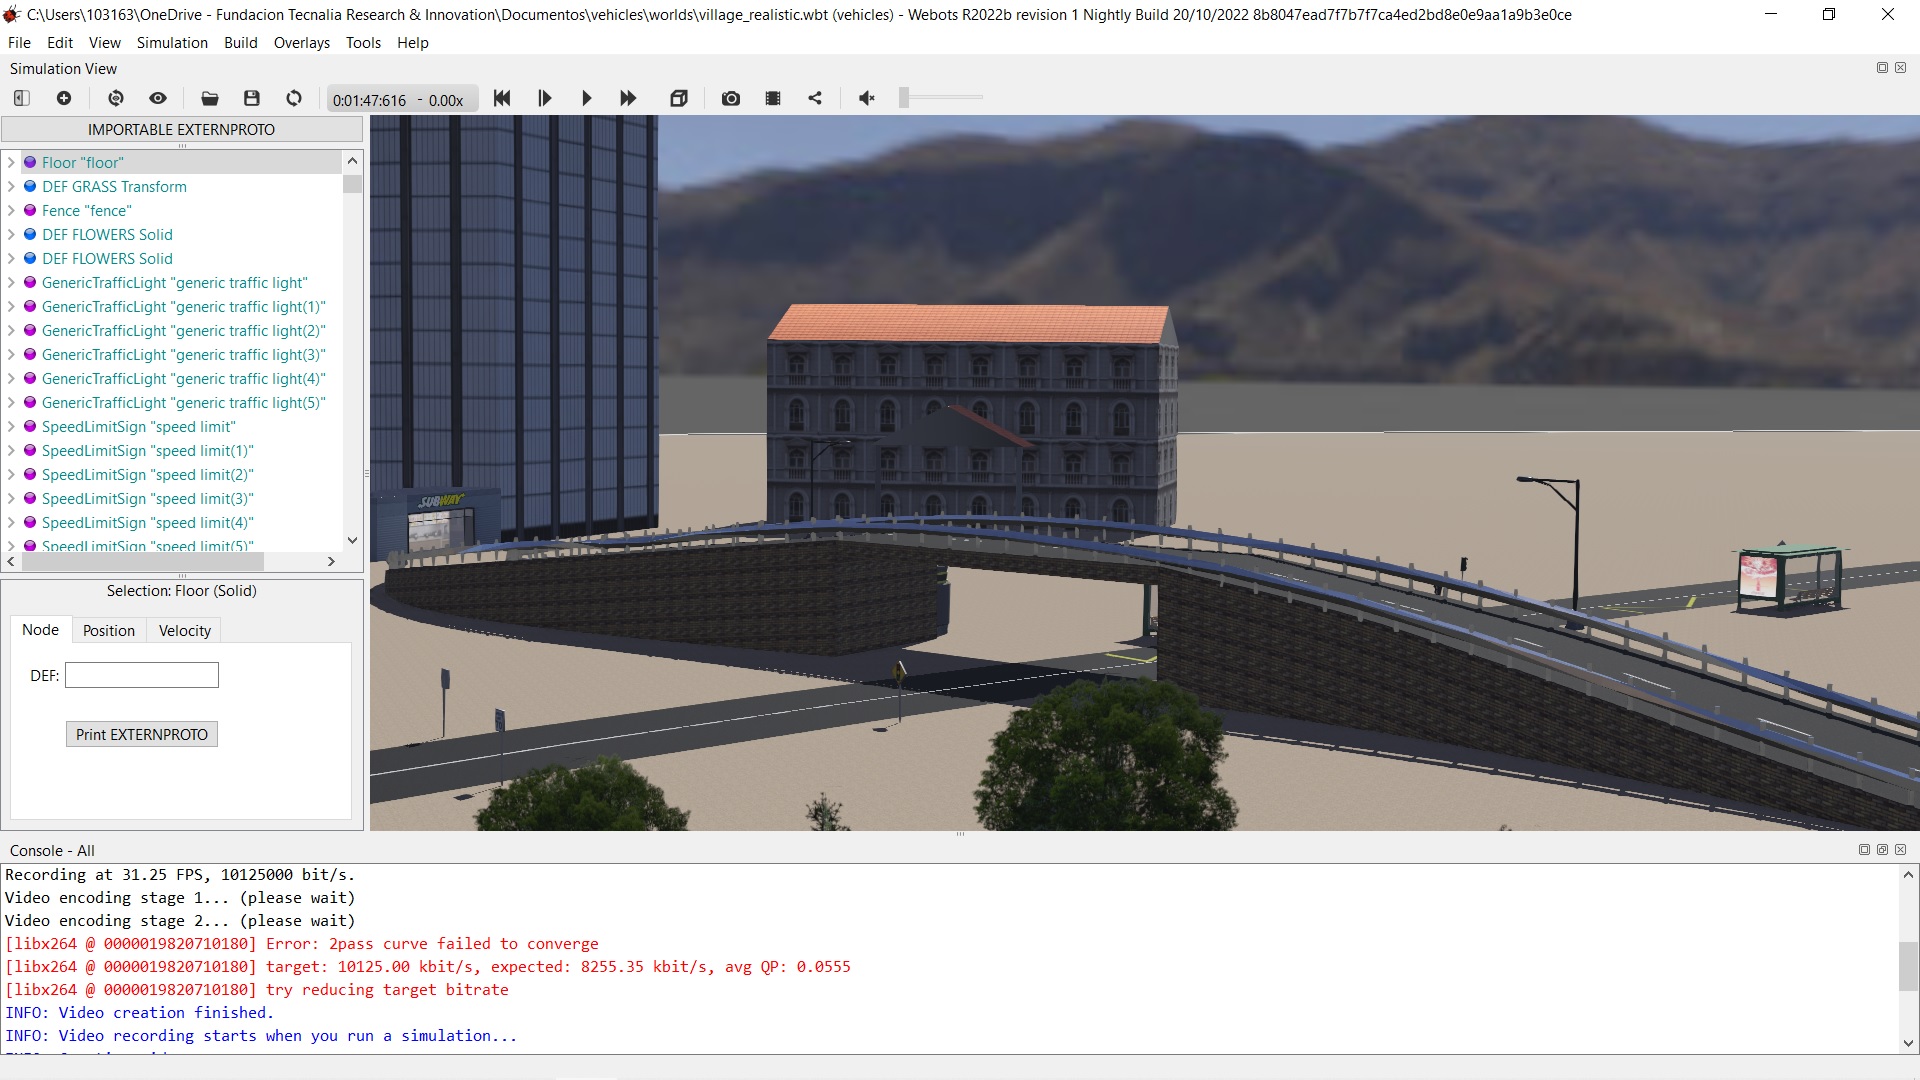 C:\Users\103163\OneDrive - Fundacion Tecnalia Research & Innovation\Documentos\vehicles\worlds\village_realistic.wbt (vehicles) - Webots R2022b revision 1 Nightly Build 20/10/2022 8b8047ead7f7b7f7ca4ed2bd8e0e9aa1a9b3e0ce
File Edit View Simulation Build Overlays Tools Help
Simulation View
0:01:47:616 - 0.00x
IMPORTABLE EXTERNPROTO
Floor "floor"
DEF GRASS Transform
Fence "fence"
DEF FLOWERS Solid
DEF FLOWERS Solid
GenericTrafficLight "generic traffic light"
GenericTrafficLight "generic traffic light(1)"
GenericTrafficLight "generic traffic light(2)"
GenericTrafficLight "generic traffic light(3)"
GenericTrafficLight "generic traffic light(4)"
GenericTrafficLight "generic traffic light(5)"
SpeedLimitSign "speed limit"
SpeedLimitSign "speed limit(1)"
SpeedLimitSign "speed limit(2)"
SpeedLimitSign "speed limit(3)"
SpeedLimitSign "speed limit(4)"
SpeedLimitSign "speed limit(5)"
Selection: Floor (Solid)
Node Position Velocity
DEF:
Print EXTERNPROTO
SUBWAY
Console - All
Recording at 31.25 FPS, 10125000 bit/s.
Video encoding stage 1... (please wait)
Video encoding stage 2... (please wait)
[libx264 @ 0000019820710180] Error: 2pass curve failed to converge
[libx264 @ 0000019820710180] target: 10125.00 kbit/s, expected: 8255.35 kbit/s, avg QP: 0.0555
[libx264 @ 0000019820710180] try reducing target bitrate
INFO: Video creation finished.
INFO: Video recording starts when you run a simulation...